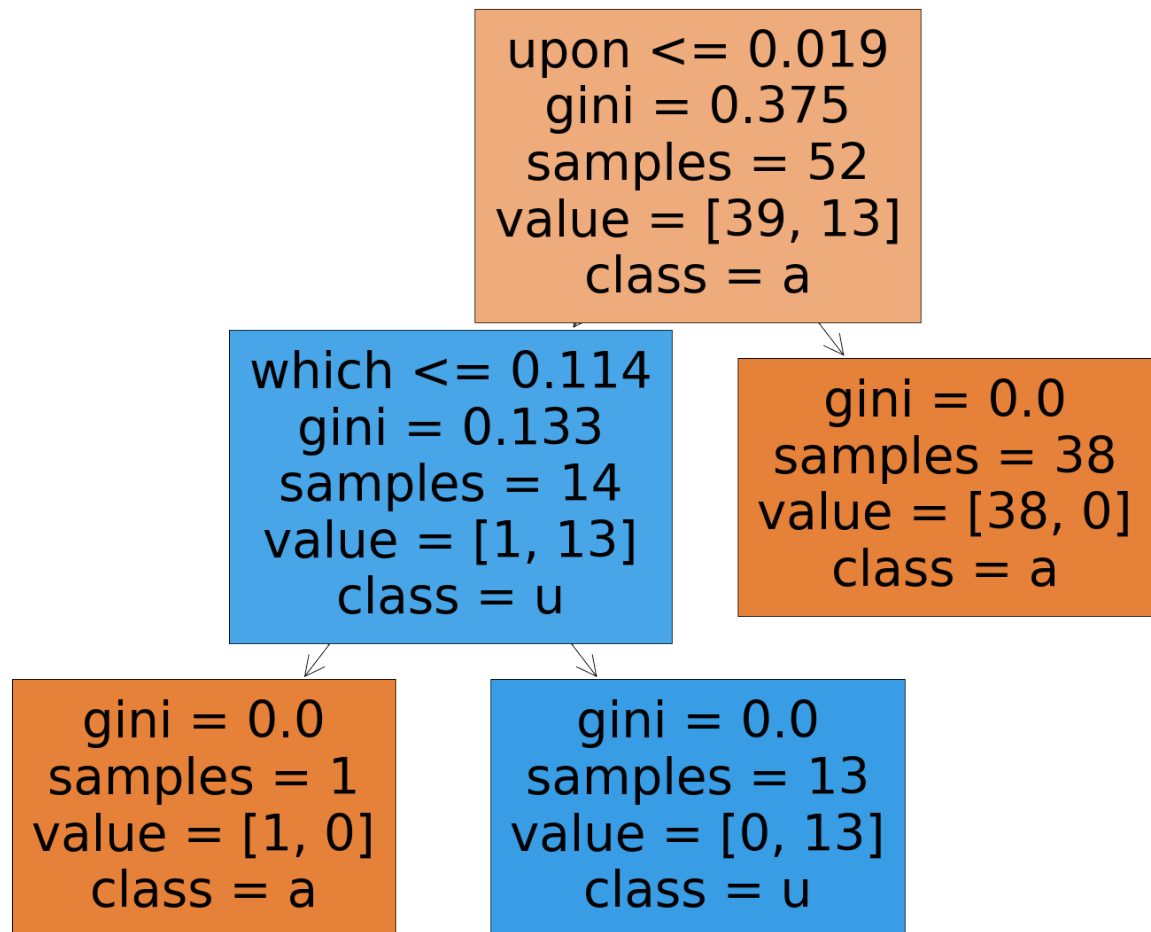 upon <= 0.019
gini = 0.375
samples = 52
value = [39, 13]
class = a
which <= 0.114
gini = 0.133
samples = 14
value = [1, 13]
class = u
gini = 0.0
samples = 38
value = [38, 0]
class = a
gini = 0.0
samples = 1
value = [1, 0]
class = a
gini = 0.0
samples = 13
value = [0, 13]
class = u